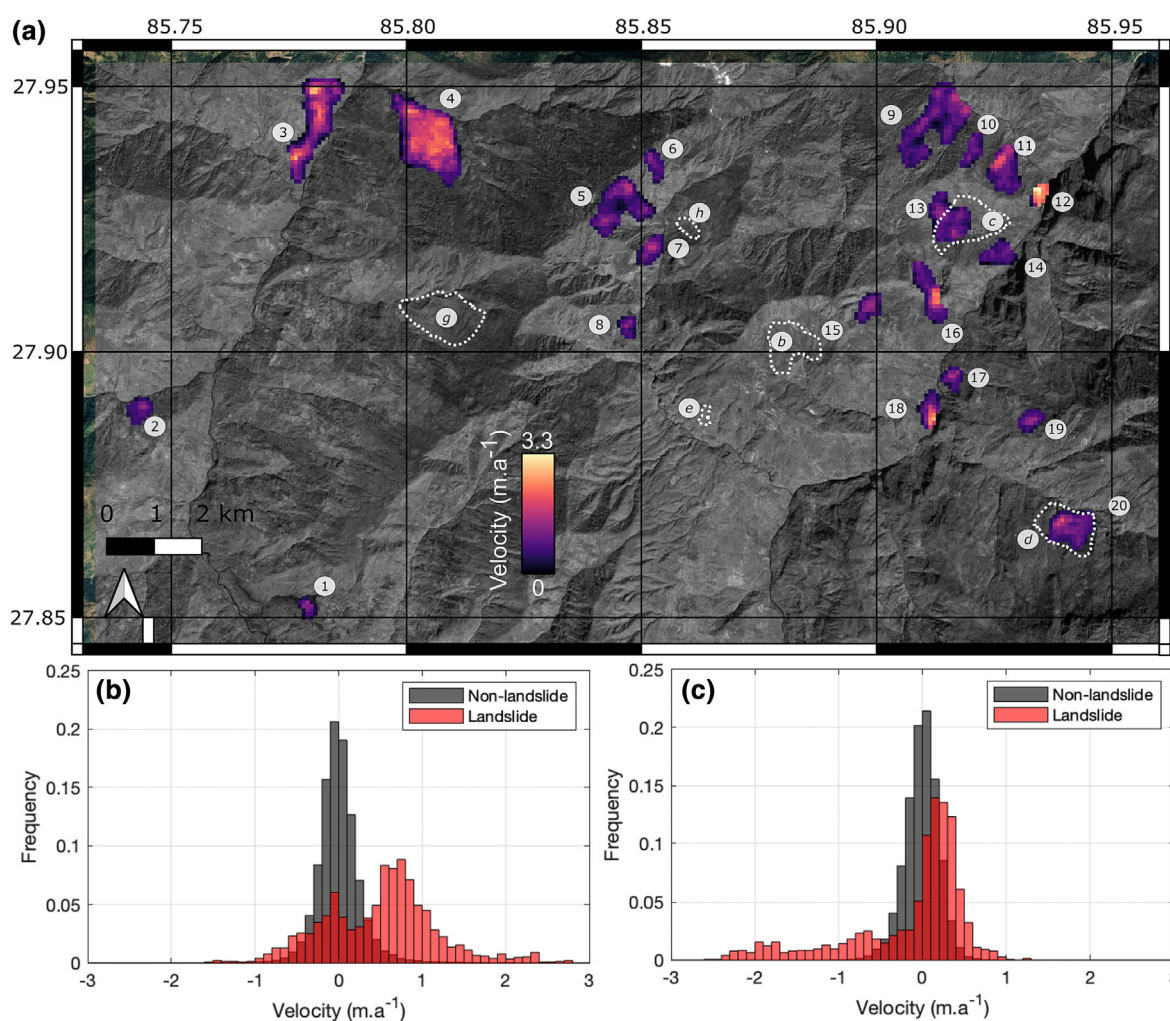 (a)
85.75 85.80 85.85 85.90 85.95
27.95
27.90
27.85
3
4
9
10
6
11
5
12
h
13
c
7
14
g
8
15
16
b
17
2
e
18
19
3.3
Velocity (m.a⁻¹)
0
0 1 2 km
20
d
1
(b)
Non-landslide
Landslide
0.25
0.2
0.15
0.1
0.05
0
Frequency
-3 -2 -1 0 1 2 3
Velocity (m.a⁻¹)
(c)
Non-landslide
Landslide
0.25
0.2
0.15
0.1
0.05
0
Frequency
-3 -2 -1 0 1 2
Velocity (m.a⁻¹)